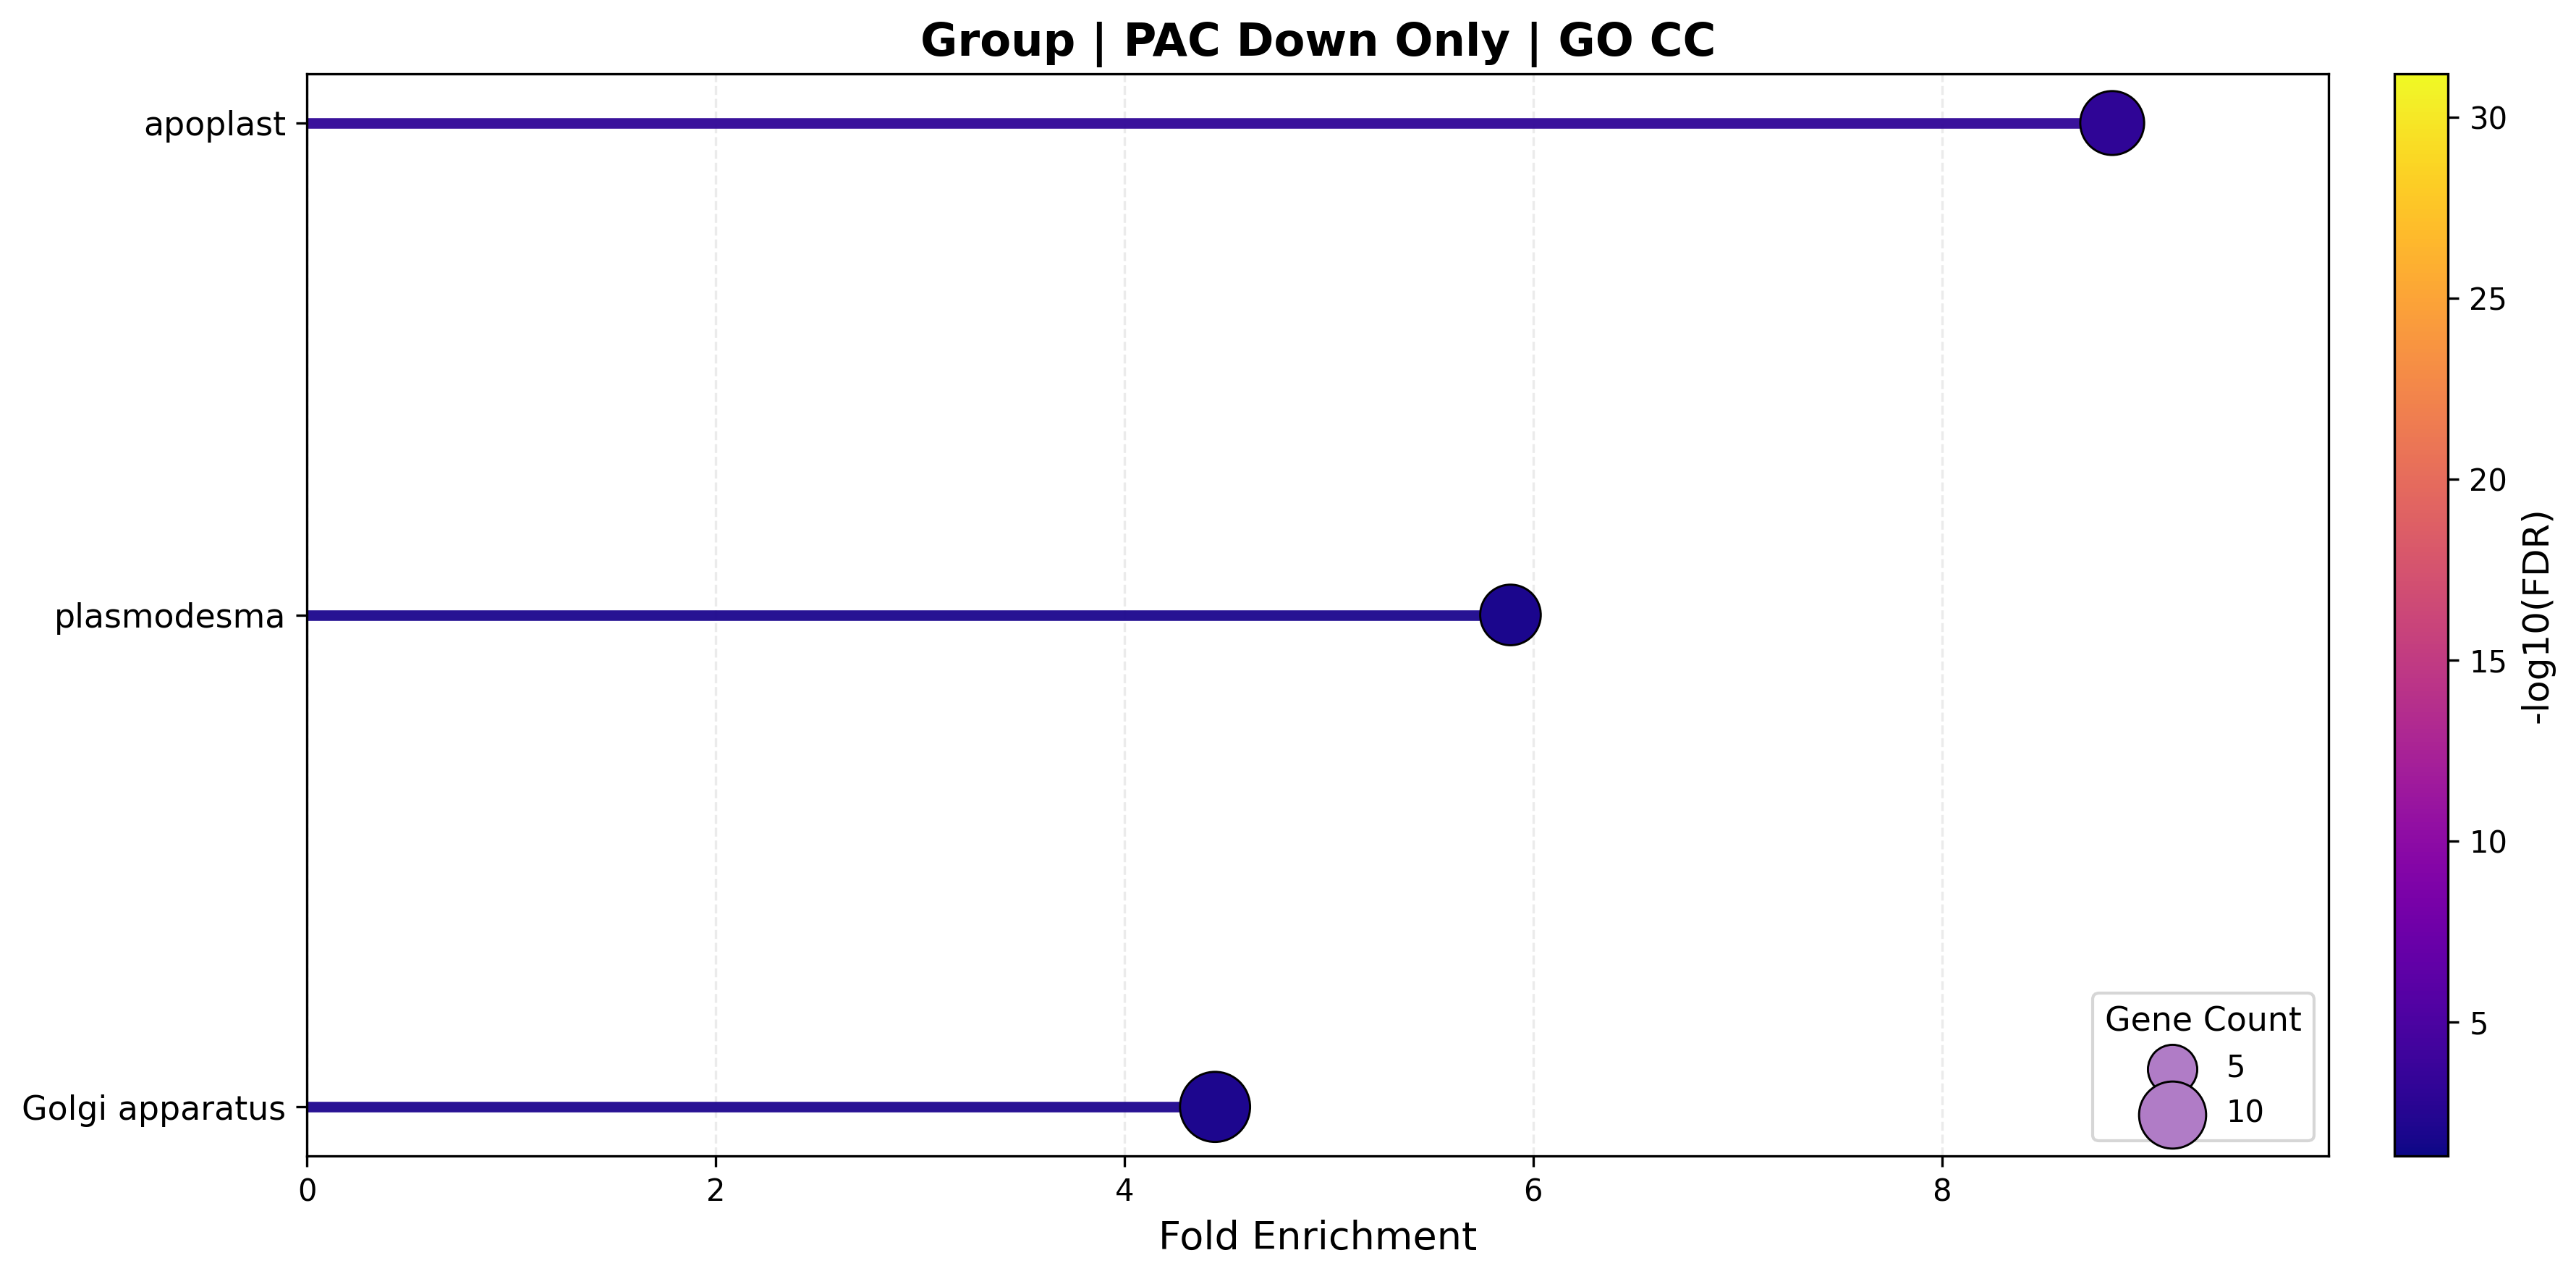 Group | PAC Down Only | GO CC
apoplast
plasmodesma
Golgi apparatus
0
2
4
6
8
Fold Enrichment
Gene Count
5
10
30
25
20
15
10
5
-log10(FDR)